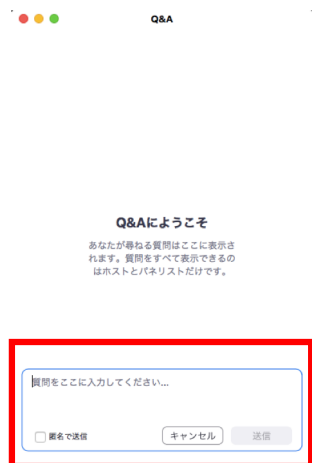 Q&A
Q&Aにようこそ
あなたが尋ねる質問はここに表示さ
れます。質問をすべて表示できるの
はホストとパネリストだけです。
質問をここに入力してください...
匿名で送信
キャンセル
送信